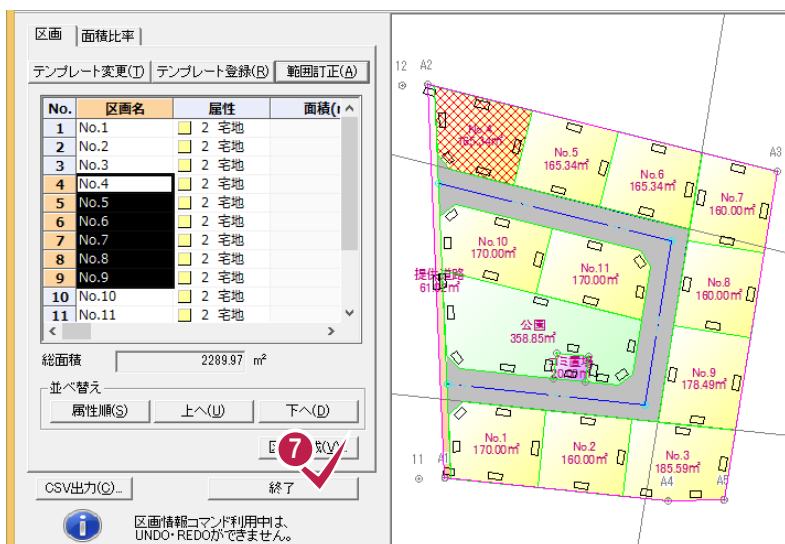 区画 面積比率
テンプレート変更(T) テンプレート登録(R) 範囲訂正(A)
No. 区画名 属性 面積(r
1 No.1 2 宅地
2 No.2 2 宅地
3 No.3 2 宅地
4 No.4 2 宅地
5 No.5 2 宅地
6 No.6 2 宅地
7 No.7 2 宅地
8 No.8 2 宅地
9 No.9 2 宅地
10 No.10 2 宅地
11 No.11 2 宅地
総面積 2289.97 m²
並べ替え
属性順(S) 上へ(U) 下へ(D)
7
CSV出力(C)... 終了
区画情報コマンド利用中は、
UNDO・REDOができません。
12 A2
No.4
165.34㎡
No.5
165.34㎡
No.6
165.34㎡
A3
No.7
160.00㎡
No.10
170.00㎡
No.11
170.00㎡
No.8
160.00㎡
公園
358.85㎡
No.9
178.49㎡
No.1
170.00㎡
No.2
160.00㎡
No.3
185.59㎡
11 A1
A4 A5